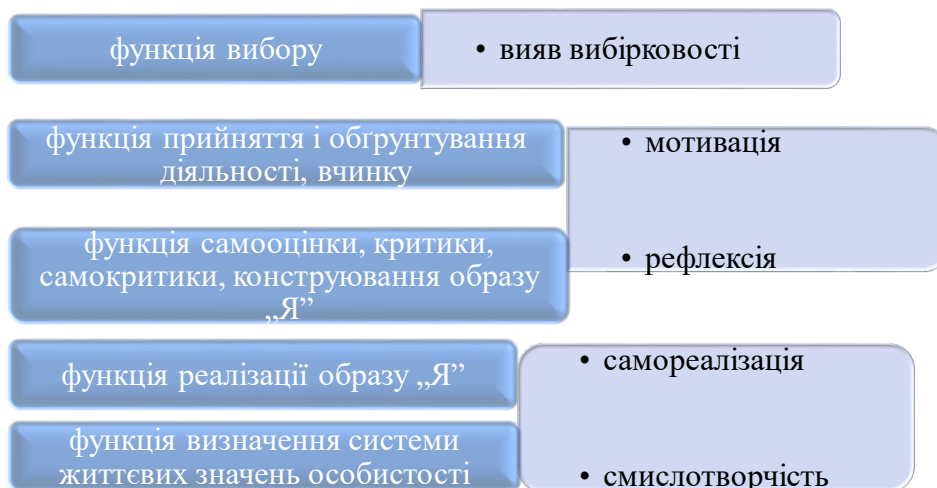 функція вибору
• вияв вибірковості
функція прийняття і обґрунтування
діяльності, вчинку
• мотивація
функція самооцінки, критики,
самокритики, конструювання образу
„Я”
• рефлексія
функція реалізації образу „Я”
• самореалізація
функція визначення системи
життєвих значень особистості
• смислотворчість